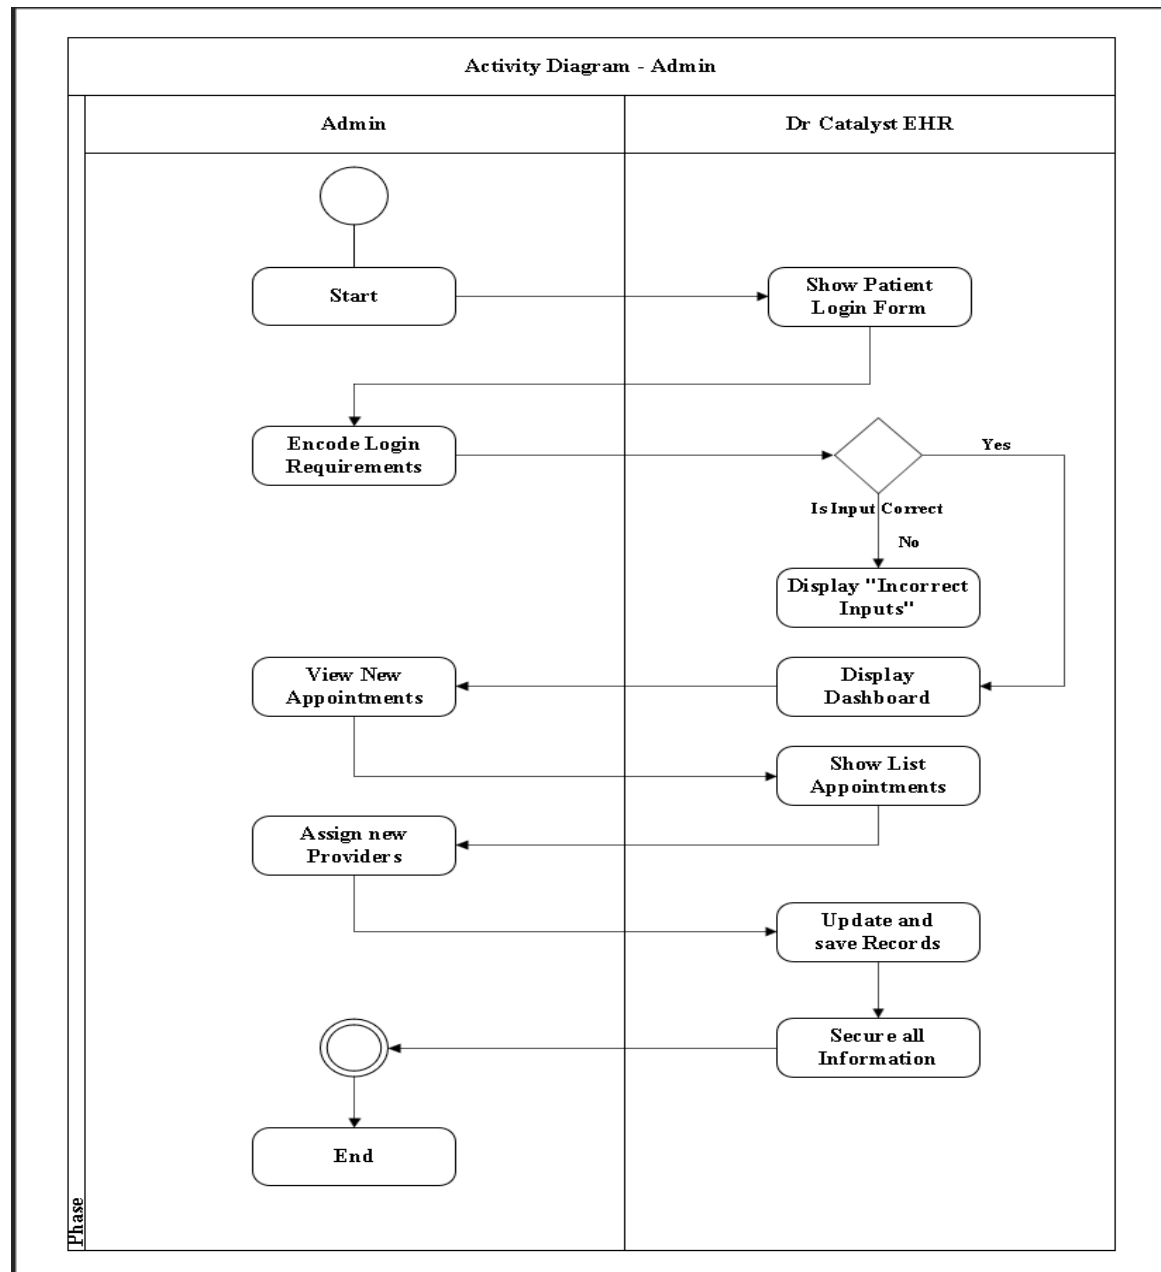 Activity Diagram - Admin
Admin
Dr Catalyst EHR
Start
Show Patient
Login Form
Encode Login
Requirements
Yes
Is Input Correct
No
Display "Incorrect
Inputs"
View New
Appointments
Display
Dashboard
Show List
Appointments
Assign new
Providers
Update and
save Records
Secure all
Information
End
Phase